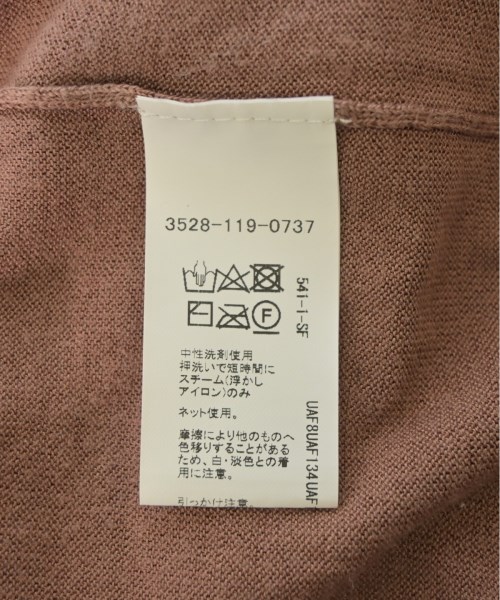 3528-119-0737
F
541-1-SF
中性洗剤使用
押洗いで短時間に
スチーム(浮かし
アイロン)のみ
ネット使用。
摩擦により他のものへ
色移りすることがある
ため、白・淡色との着
用に注意。
引っかけ注意。
UAF8UAF134UAF